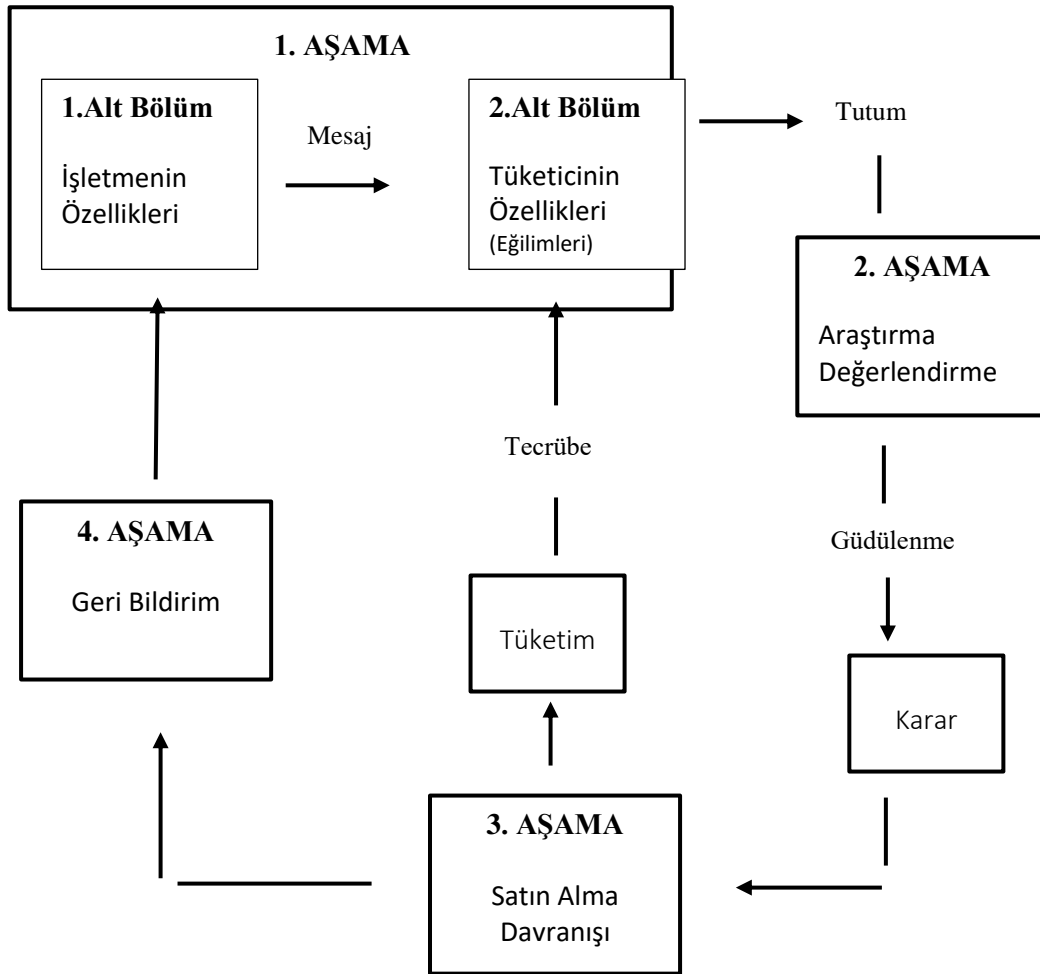 1. AŞAMA
1.Alt Bölüm
İşletmenin
Özellikleri
Mesaj
2.Alt Bölüm
Tüketicinin
Özellikleri
(Eğilimleri)
Tutum
2. AŞAMA
Araştırma
Değerlendirme
Tecrübe
Güdülenme
4. AŞAMA
Geri Bildirim
Tüketim
Karar
3. AŞAMA
Satın Alma
Davranışı